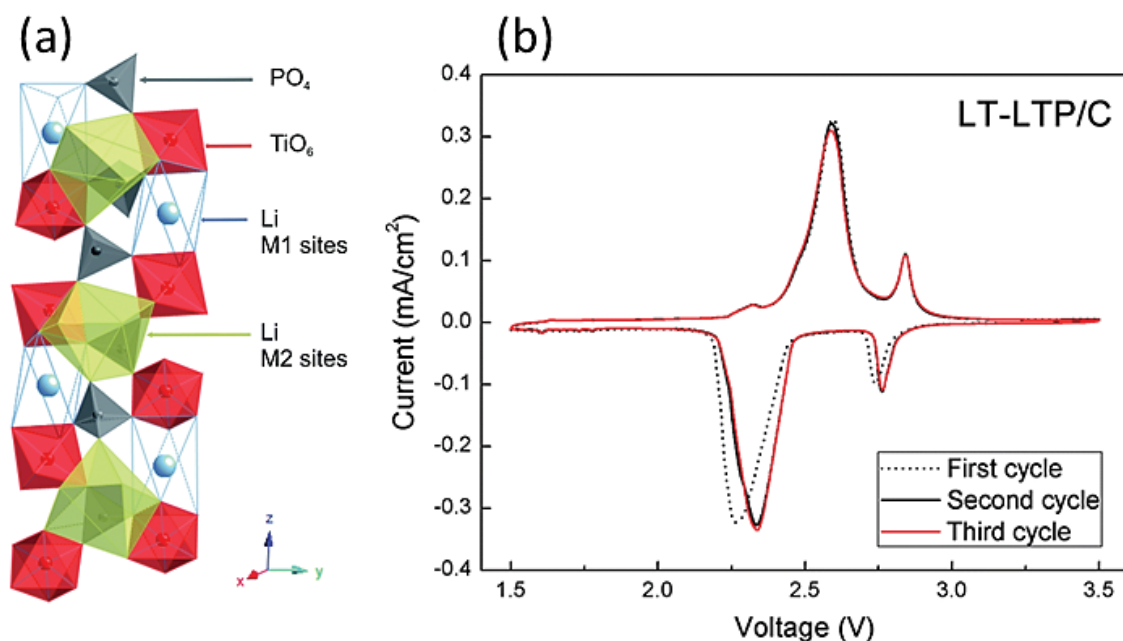 (a)
PO₄
TiO₆
Li
M1 sites
Li
M2 sites
z
x
y
(b)
LT-LTP/C
Current (mA/cm²)
0.4
0.3
0.2
0.1
0.0
-0.1
-0.2
-0.3
-0.4
First cycle
Second cycle
Third cycle
1.5
2.0
2.5
3.0
3.5
Voltage (V)